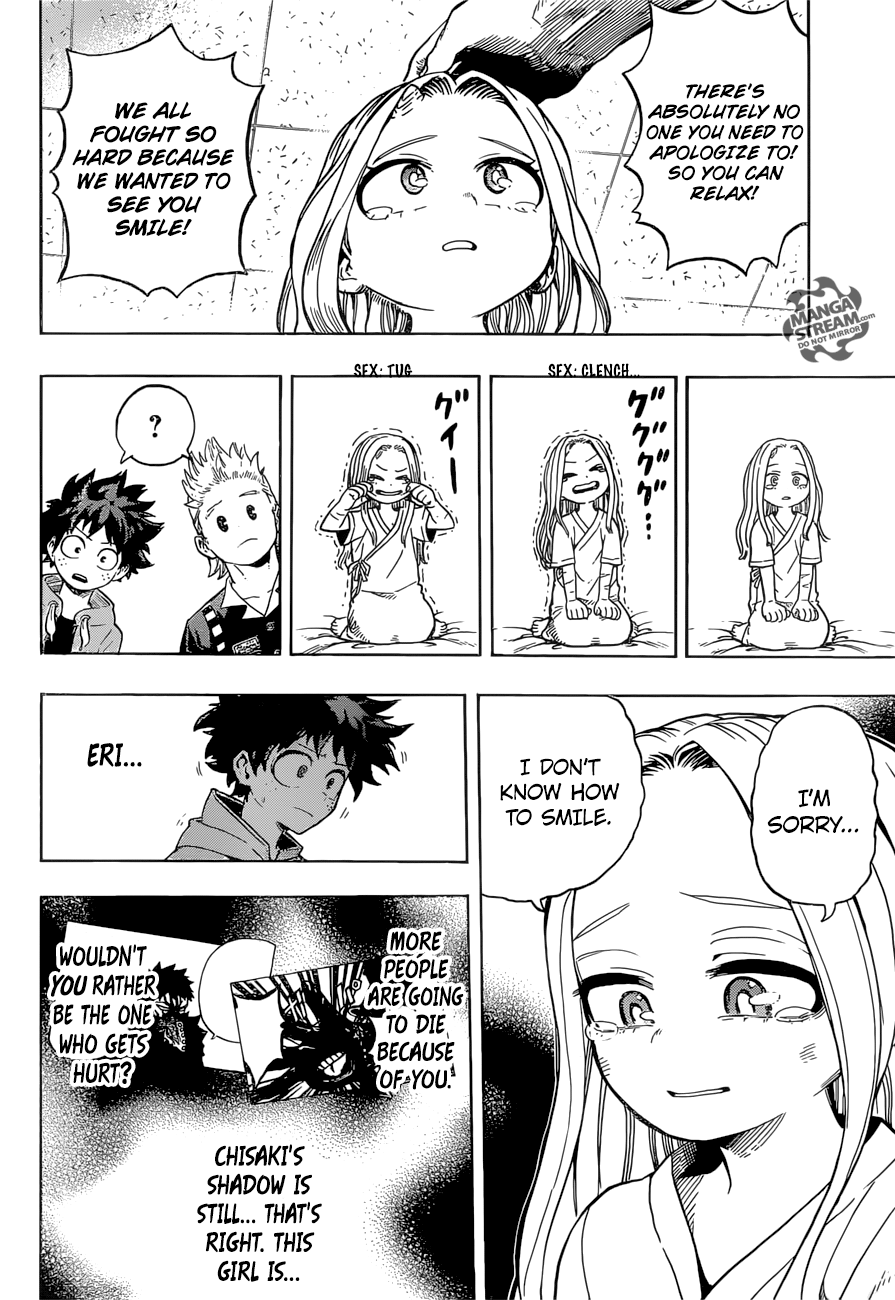 THERE'S
ABSOLUTELY NO
ONE YOU NEED TO
APOLOGIZE TO!
SO YOU CAN
RELAX!
WE ALL
FOUGHT SO
HARD BECAUSE
WE WANTED TO
SEE YOU
SMILE!
MANGA
STREAM.com
DO NOT MIRROR
SFX: CLENCH...
グググググ...
SFX: TUG
グイー
?
I'M
SORRY...
I DON'T
KNOW HOW
TO SMILE.
ERI...
MORE
PEOPLE
ARE GOING
TO DIE
BECAUSE
OF YOU.
WOULDN'T
YOU RATHER
BE THE ONE
WHO GETS
HURT?
CHISAKI'S
SHADOW IS
STILL... THAT'S
RIGHT. THIS
GIRL IS...